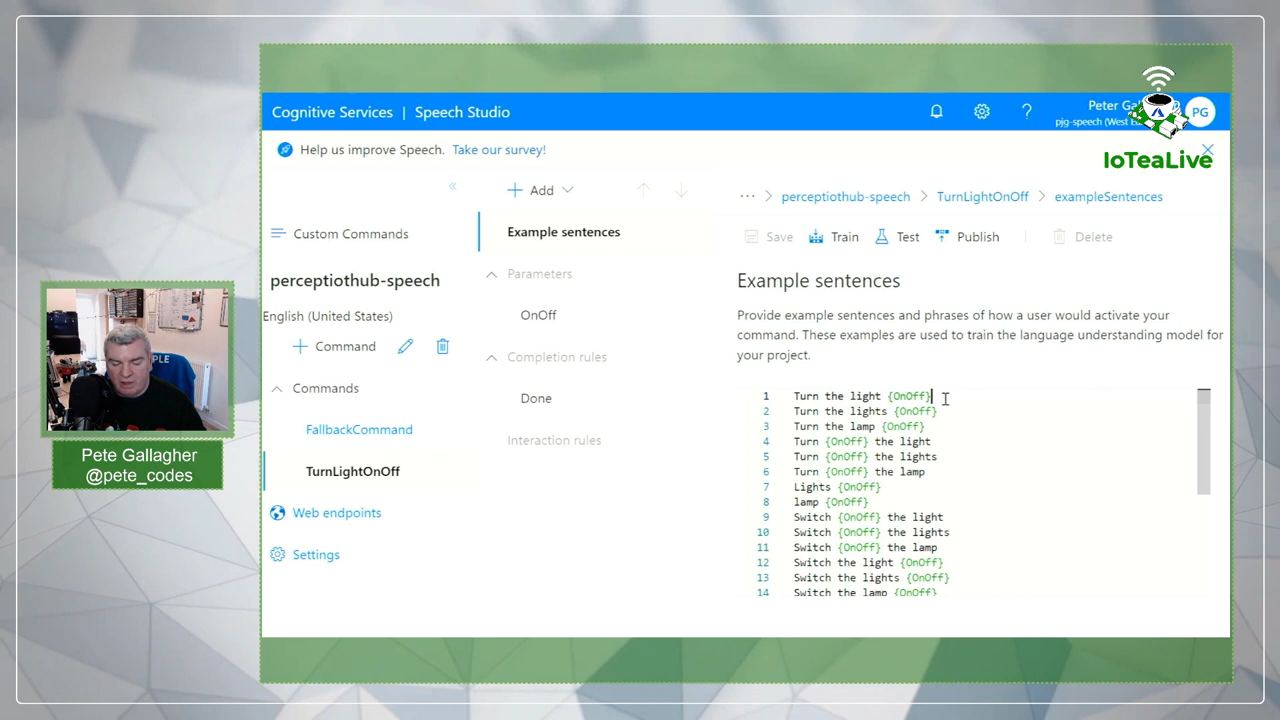 Cognitive Services | Speech Studio
Peter Ga
pjg-speech (West E
PG
IoTeaLive
Help us improve Speech. Take our survey!
Custom Commands
perceptiothub-speech
English (United States)
Command
Commands
FallbackCommand
TurnLightOnOff
Web endpoints
Settings
Add
Example sentences
Parameters
OnOff
Completion rules
Done
Interaction rules
perceptiothub-speech > TurnLightOnOff > exampleSentences
Save Train Test Publish Delete
Example sentences
Provide example sentences and phrases of how a user would activate your
command. These examples are used to train the language understanding model for
your project.
1 Turn the light {OnOff}
2 Turn the lights {OnOff}
3 Turn the lamp {OnOff}
4 Turn {OnOff} the light
5 Turn {OnOff} the lights
6 Turn {OnOff} the lamp
7 Lights {OnOff}
8 lamp {OnOff}
9 Switch {OnOff} the light
10 Switch {OnOff} the lights
11 Switch {OnOff} the lamp
12 Switch the light {OnOff}
13 Switch the lights {OnOff}
14 Switch the lamp {OnOff}
PLE
Pete Gallagher
@pete_codes